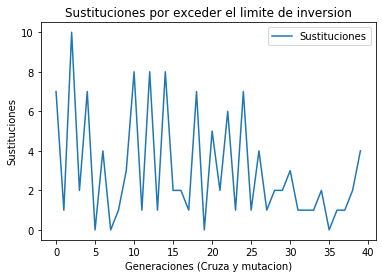 Sustituciones por exceder el limite de inversion
Sustituciones
10
8
6
4
2
0
Sustituciones
0 5 10 15 20 25 30 35 40
Generaciones (Cruza y mutacion)